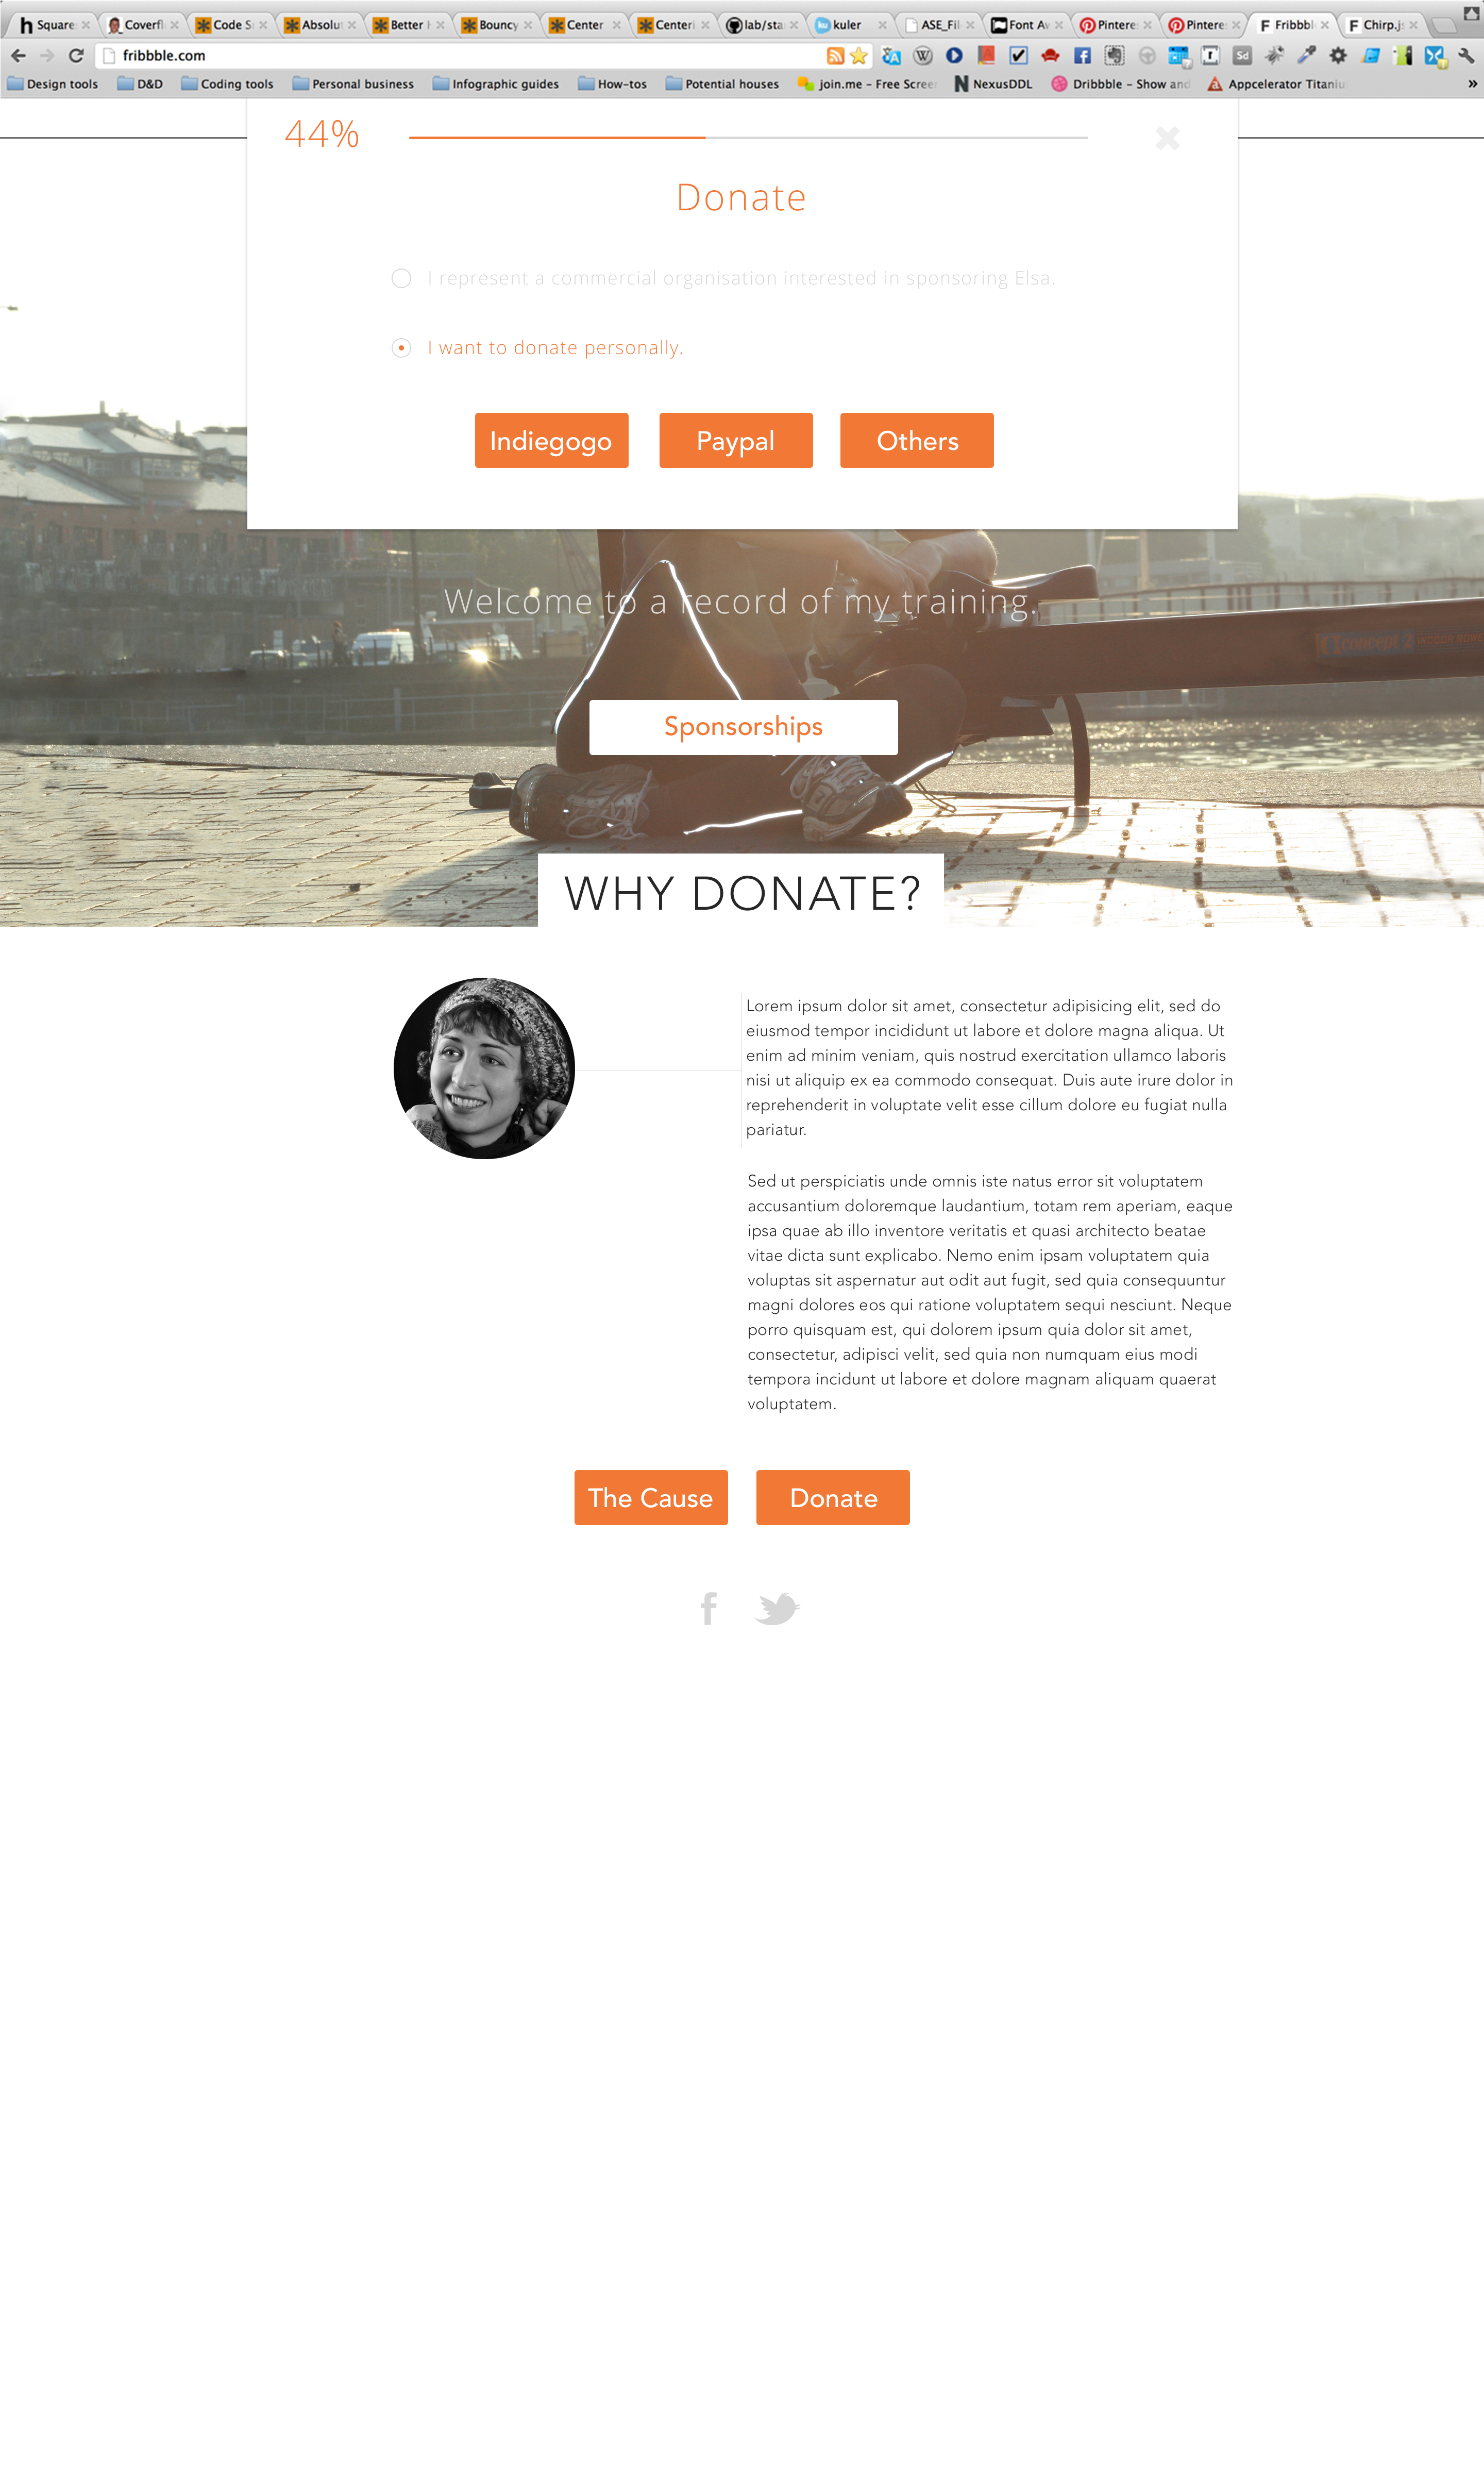 Square
Coverfl
Code S
Absolut
Better
Bouncy
Center
Centeri
lab/sta
kuler
ASE_Fil
Font Av
Pintere
Pintere
Fribbbl
Chirp.js
fribbble.com
Design tools
D&D
Coding tools
Personal business
Infographic guides
How-tos
Potential houses
join.me – Free Screen
NexusDDL
Dribbble – Show and
Appcelerator Titaniu
»
44%
Donate
I represent a commercial organisation interested in sponsoring Elsa.
I want to donate personally.
Indiegogo
Paypal
Others
Welcome to a record of my training.
concept 2 INDOOR ROWE
Sponsorships
WHY DONATE?
Lorem ipsum dolor sit amet, consectetur adipisicing elit, sed do
eiusmod tempor incididunt ut labore et dolore magna aliqua. Ut
enim ad minim veniam, quis nostrud exercitation ullamco laboris
nisi ut aliquip ex ea commodo consequat. Duis aute irure dolor in
reprehenderit in voluptate velit esse cillum dolore eu fugiat nulla
pariatur.
Sed ut perspiciatis unde omnis iste natus error sit voluptatem
accusantium doloremque laudantium, totam rem aperiam, eaque
ipsa quae ab illo inventore veritatis et quasi architecto beatae
vitae dicta sunt explicabo. Nemo enim ipsam voluptatem quia
voluptas sit aspernatur aut odit aut fugit, sed quia consequuntur
magni dolores eos qui ratione voluptatem sequi nesciunt. Neque
porro quisquam est, qui dolorem ipsum quia dolor sit amet,
consectetur, adipisci velit, sed quia non numquam eius modi
tempora incidunt ut labore et dolore magnam aliquam quaerat
voluptatem.
The Cause
Donate